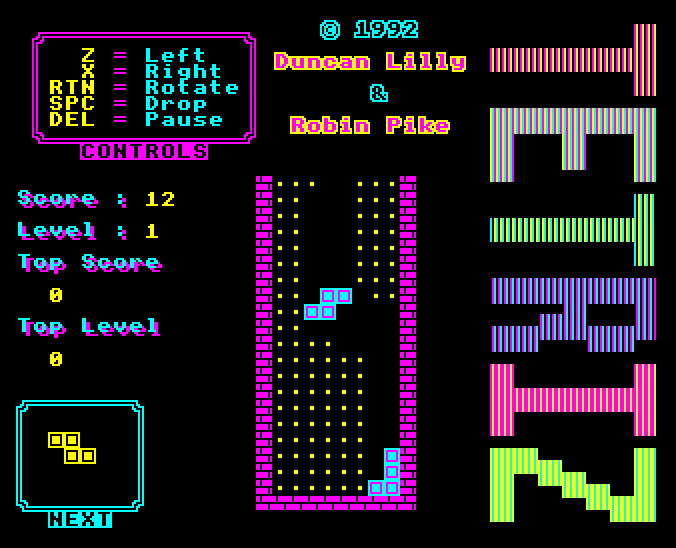 © 1992
Duncan Lilly
&
Robin Pike
Z = Left
X = Right
RTN = Rotate
SPC = Drop
DEL = Pause
CONTROLS
Score : 12
Level : 1
Top Score
0
Top Level
0
NEXT
TETRIZ